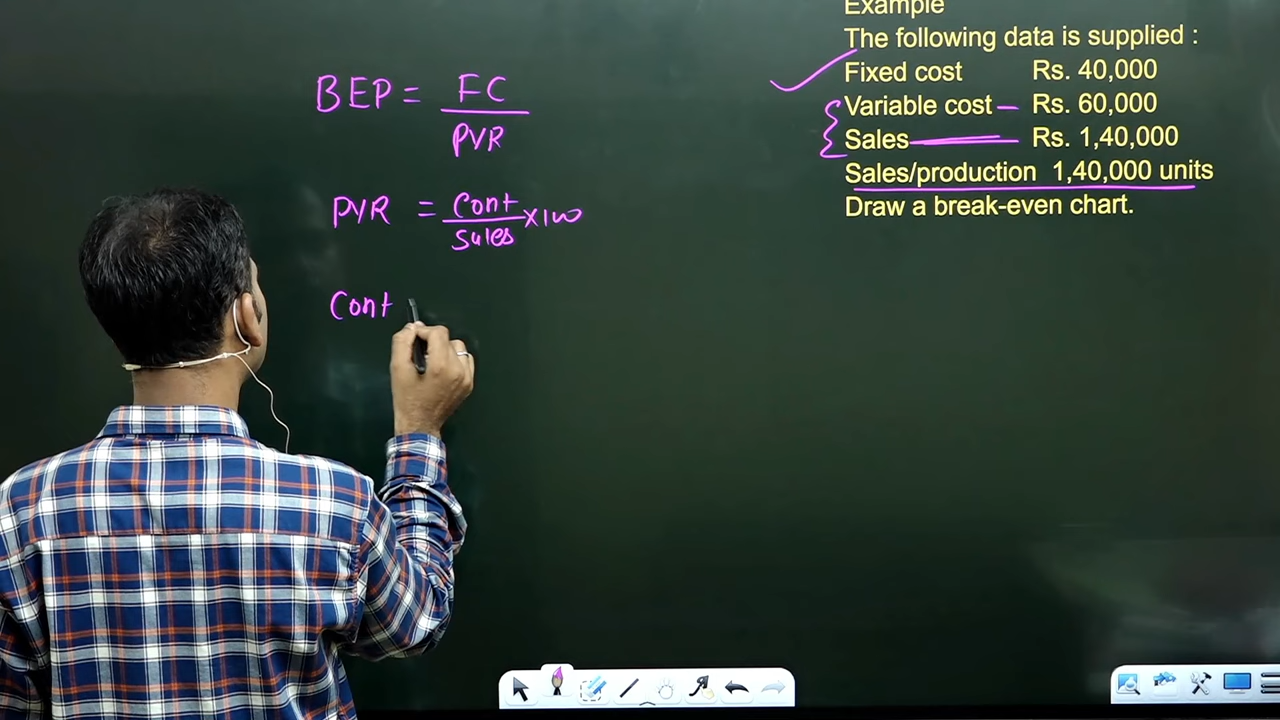 BEP = FC / PVR
PVR = Cont / Sales × 100
Cont
Example
The following data is supplied :
Fixed cost Rs. 40,000
Variable cost Rs. 60,000
Sales Rs. 1,40,000
Sales/production 1,40,000 units
Draw a break-even chart.